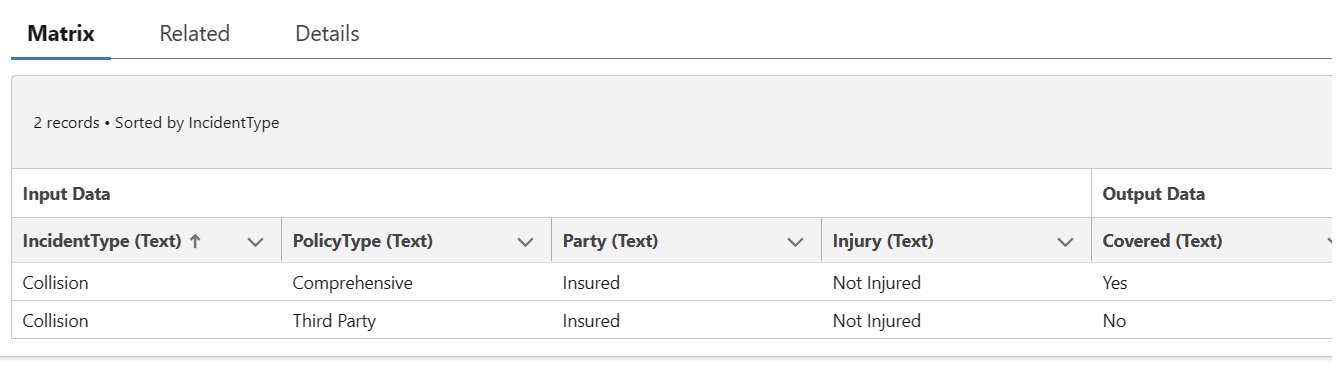 Matrix Related Details
2 records • Sorted by IncidentType
Input Data Output Data
IncidentType (Text) ↑ PolicyType (Text) Party (Text) Injury (Text) Covered (Text)
Collision Comprehensive Insured Not Injured Yes
Collision Third Party Insured Not Injured No